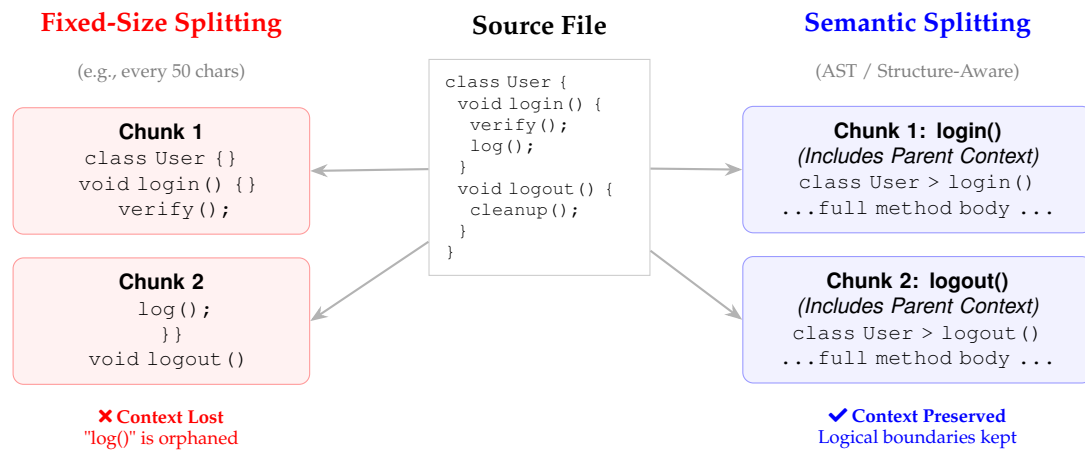 Fixed-Size Splitting
(e.g., every 50 chars)
Chunk 1
class User {}
void login() {}
verify();
Chunk 2
log();
}}
void logout()
✖ Context Lost
"log()" is orphaned
Source File
class User {
void login() {
verify();
log();
}
void logout() {
cleanup();
}
}
Semantic Splitting
(AST / Structure-Aware)
Chunk 1: login()
(Includes Parent Context)
class User > login()
...full method body ...
Chunk 2: logout()
(Includes Parent Context)
class User > logout()
...full method body ...
✔ Context Preserved
Logical boundaries kept